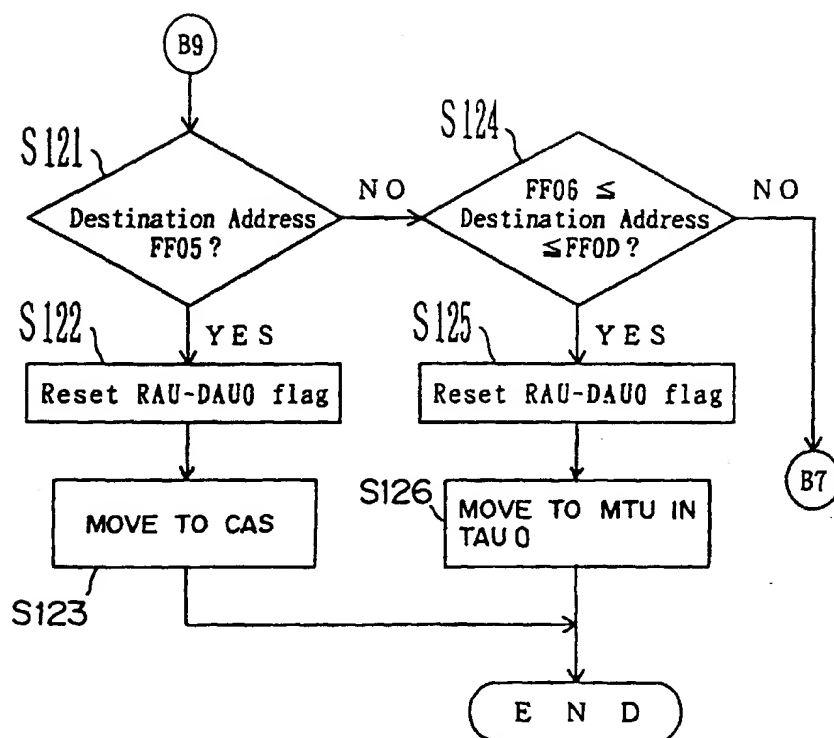 B9
S121
Destination Address
FF05?
NO
S124
FF06 ≦
Destination Address
≦FF0D?
NO
S122
YES
Reset RAU-DAU0 flag
S125
YES
Reset RAU-DAU0 flag
B7
MOVE TO CAS
S123
S126
MOVE TO MTU IN
TAU 0
END